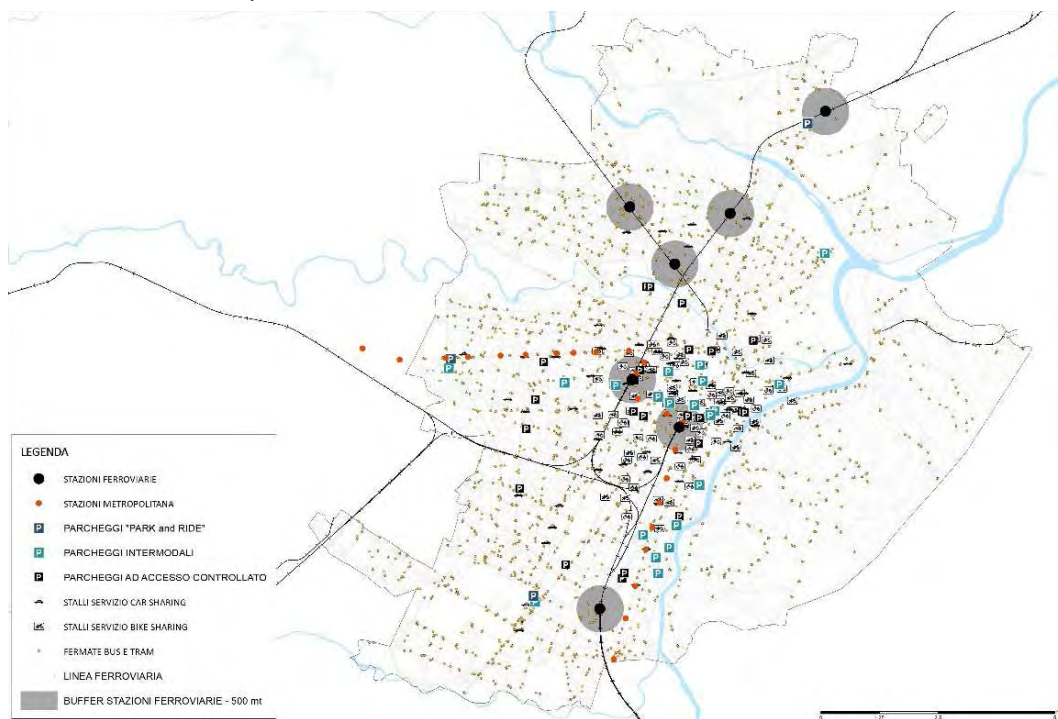 LEGENDA
STAZIONI FERROVIARIE
STAZIONI METROPOLITANA
P PARCHEGGI "PARK and RIDE"
P PARCHEGGI INTERMODALI
P PARCHEGGI AD ACCESSO CONTROLLATO
STALLI SERVIZIO CAR SHARING
STALLI SERVIZIO BIKE SHARING
FERMATE BUS E TRAM
LINEA FERROVIARIA
BUFFER STAZIONI FERROVIARIE - 500 mt